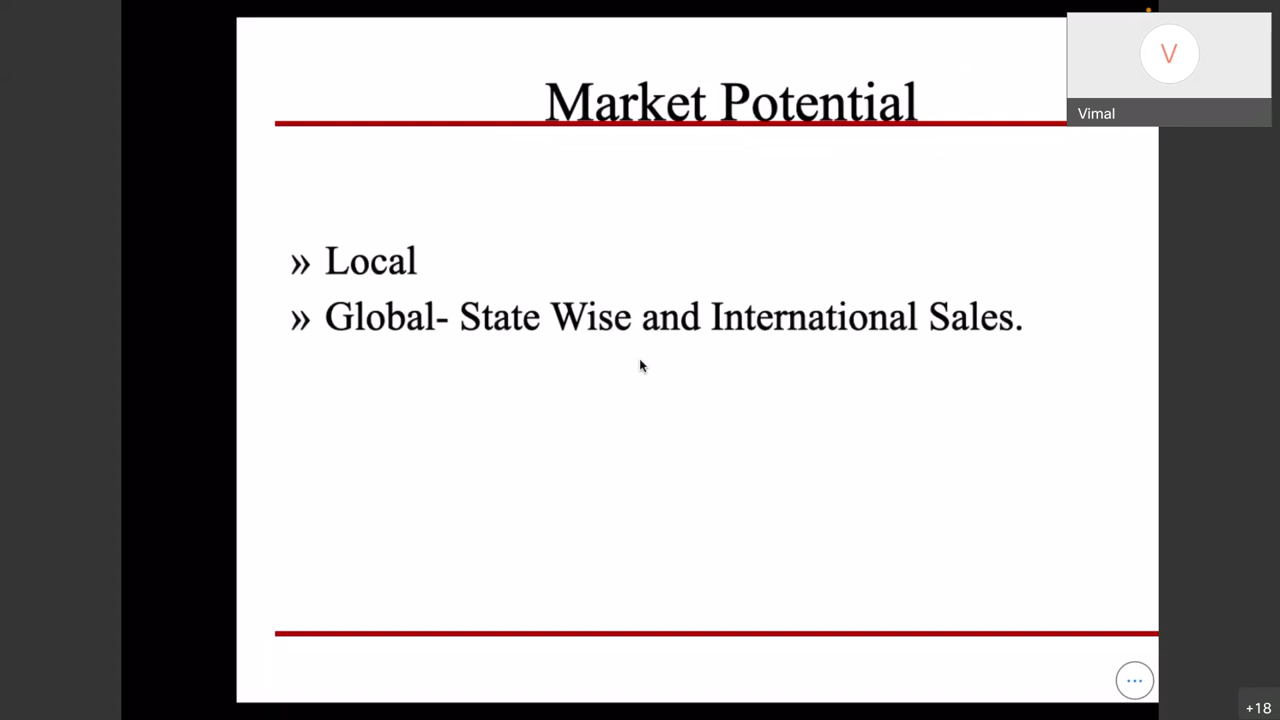 Market Potential
V
Vimal
» Local
» Global- State Wise and International Sales.
+18